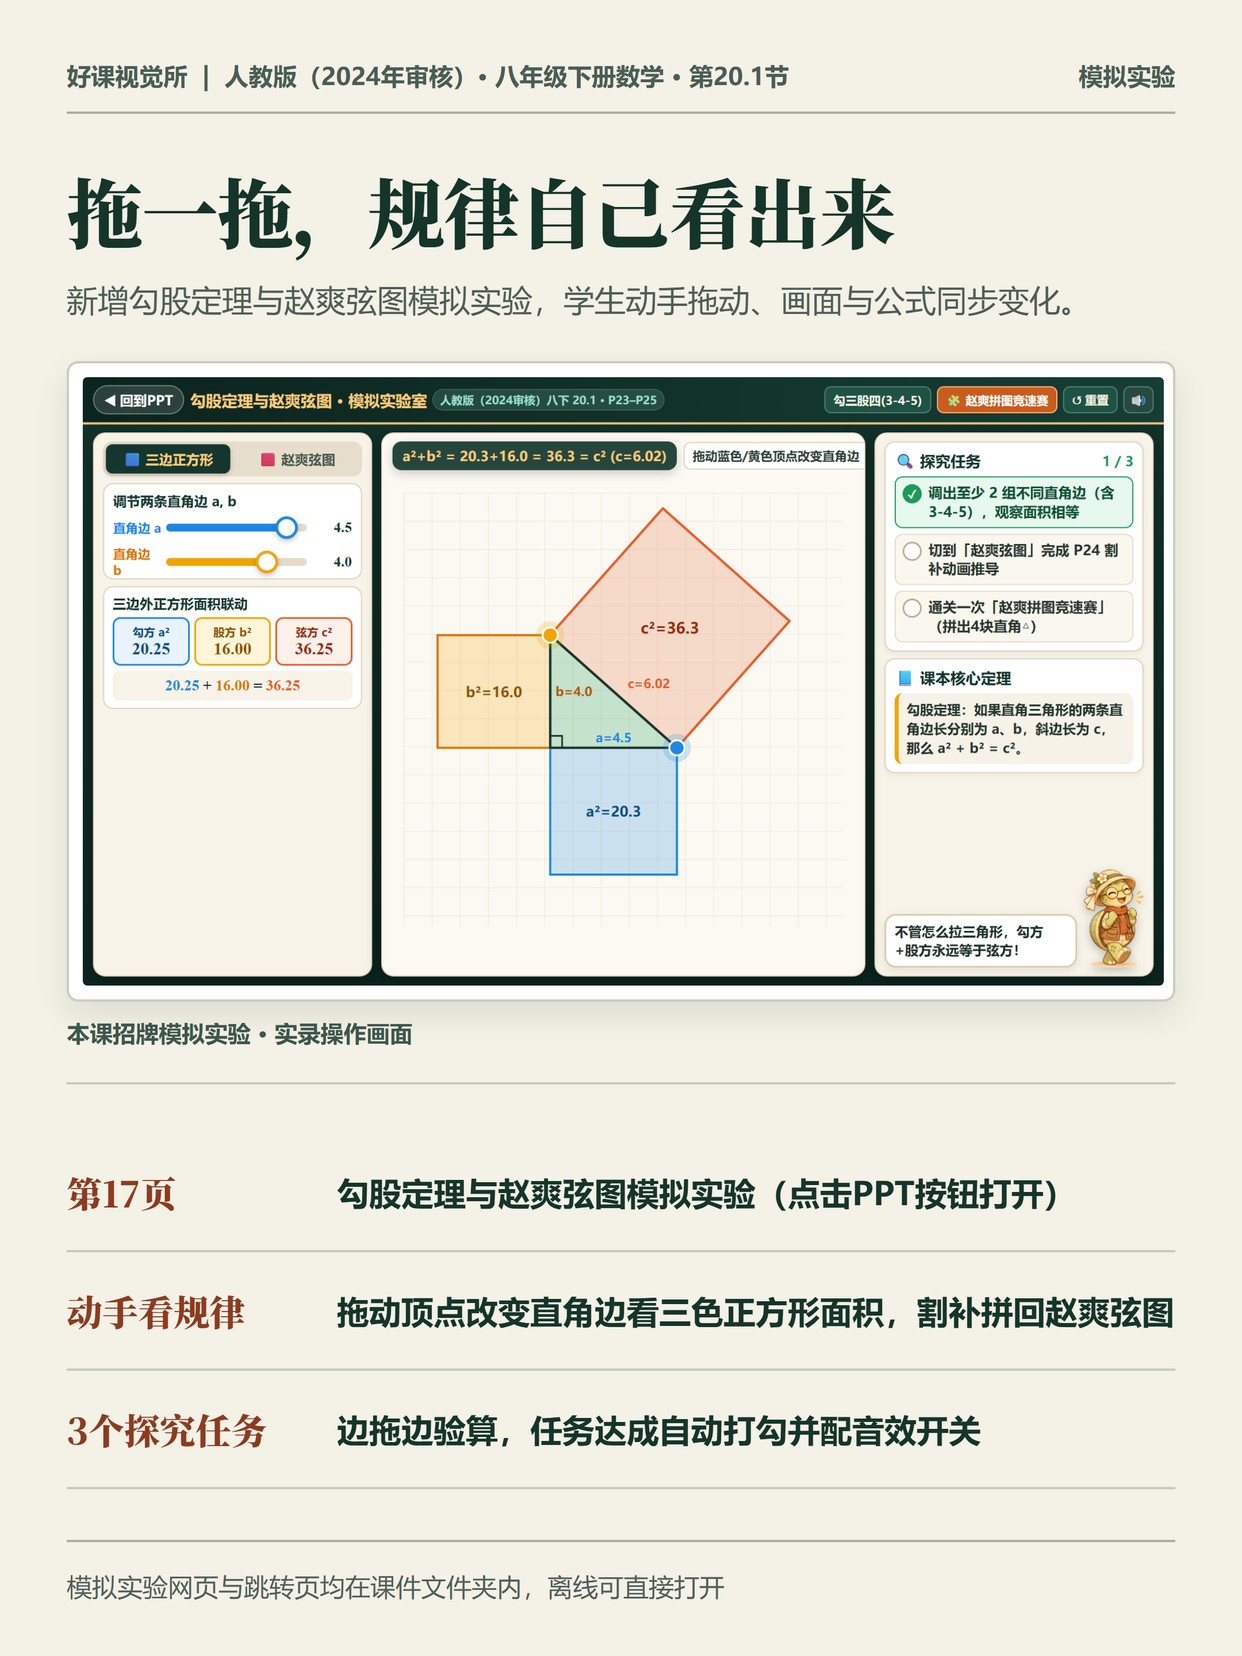 好课视觉所 | 人教版（2024年审核）• 八年级下册数学 • 第20.1节
模拟实验
拖一拖，规律自己看出来
新增勾股定理与赵爽弦图模拟实验，学生动手拖动、画面与公式同步变化。
◀ 回到PPT
勾股定理与赵爽弦图 • 模拟实验室
人教版（2024审核）八下 20.1 • P23–P25
勾三股四(3-4-5)
赵爽拼图竞速赛
↺ 重置
三边正方形
赵爽弦图
调节两条直角边 a, b
直角边 a
4.5
直角边
b
4.0
三边外正方形面积联动
勾方 a²
20.25
股方 b²
16.00
弦方 c²
36.25
20.25 + 16.00 = 36.25
a²+b² = 20.3+16.0 = 36.3 = c² (c=6.02)
拖动蓝色/黄色顶点改变直角边
c²=36.3
b²=16.0
b=4.0
c=6.02
a=4.5
a²=20.3
探究任务
1 / 3
调出至少 2 组不同直角边（含
3-4-5），观察面积相等
切到「赵爽弦图」完成 P24 割
补动画推导
通关一次「赵爽拼图竞速赛」
（拼出4块直角△）
课本核心定理
勾股定理：如果直角三角形的两条直
角边长分别为 a、b，斜边长为 c，
那么 a² + b² = c²。
不管怎么拉三角形，勾方
+股方永远等于弦方！
本课招牌模拟实验 • 实录操作画面
第17页
勾股定理与赵爽弦图模拟实验（点击PPT按钮打开）
动手看规律
拖动顶点改变直角边看三色正方形面积，割补拼回赵爽弦图
3个探究任务
边拖边验算，任务达成自动打勾并配音效开关
模拟实验网页与跳转页均在课件文件夹内，离线可直接打开